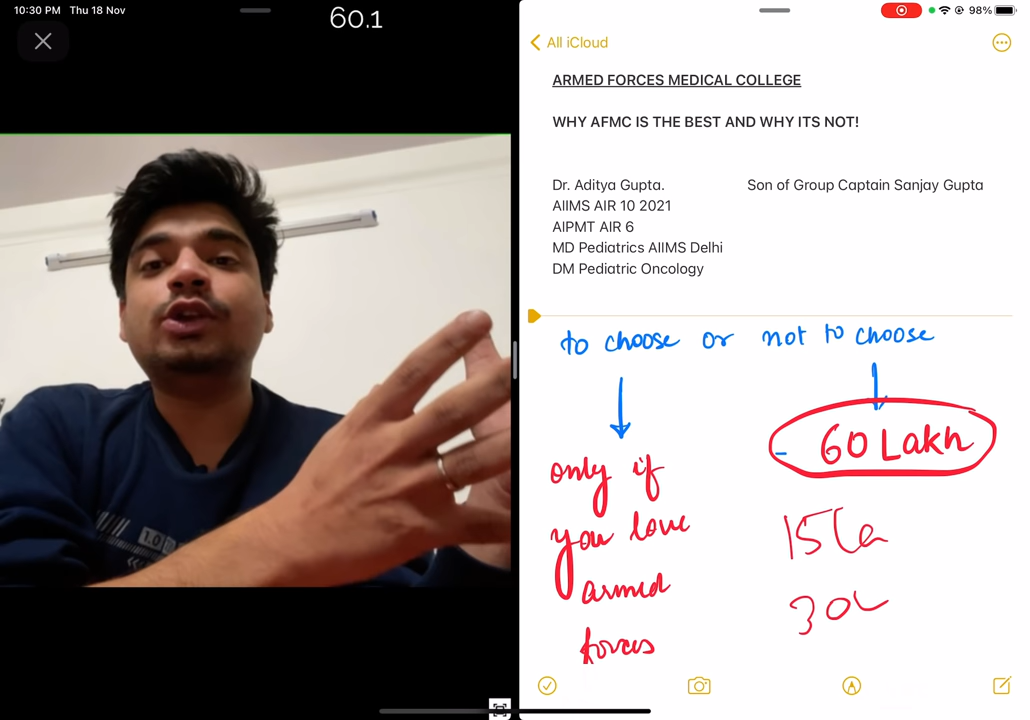 10:30 PM Thu 18 Nov
60.1
98%
All iCloud
ARMED FORCES MEDICAL COLLEGE
WHY AFMC IS THE BEST AND WHY ITS NOT!
Dr. Aditya Gupta. Son of Group Captain Sanjay Gupta
AIIMS AIR 10 2021
AIPMT AIR 6
MD Pediatrics AIIMS Delhi
DM Pediatric Oncology
to choose or not to choose
- 60 Lakh
only if
you love
armed
forces
15 La
30L
1.0